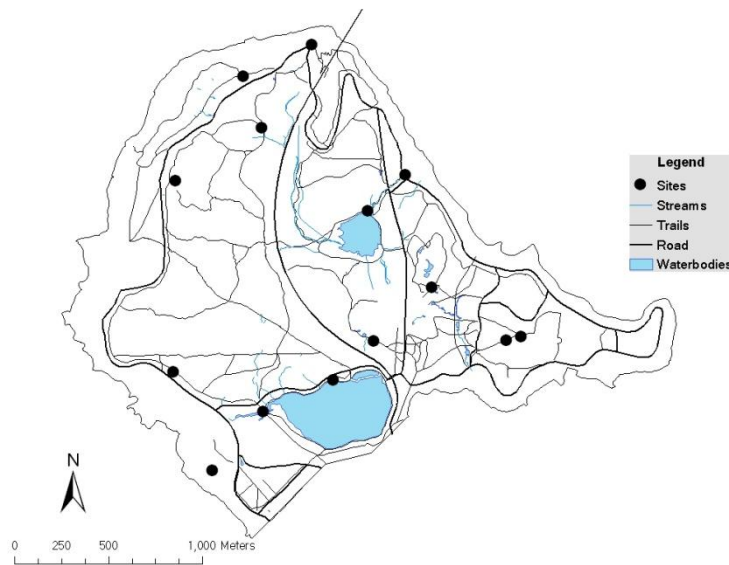 Legend
Sites
Streams
Trails
Road
Waterbodies
N
0 250 500 1,000 Meters